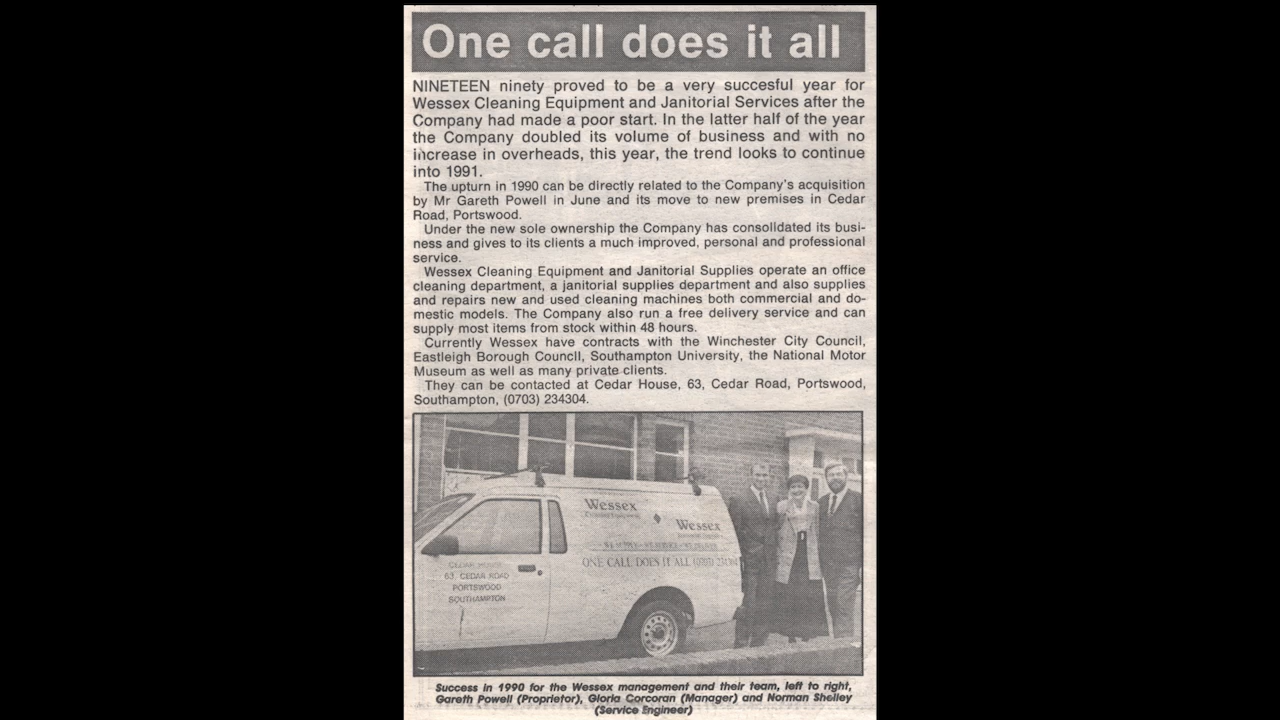 One call does it all
NINETEEN ninety proved to be a very succesful year for
Wessex Cleaning Equipment and Janitorial Services after the
Company had made a poor start. In the latter half of the year
the Company doubled its volume of business and with no
increase in overheads, this year, the trend looks to continue
into 1991.
The upturn in 1990 can be directly related to the Company's acquisition
by Mr Gareth Powell in June and its move to new premises in Cedar
Road, Portswood.
Under the new sole ownership the Company has consolidated its busi-
ness and gives to its clients a much improved, personal and professional
service.
Wessex Cleaning Equipment and Janitorial Supplies operate an office
cleaning department, a janitorial supplies department and also supplies
and repairs new and used cleaning machines both commercial and do-
mestic models. The Company also run a free delivery service and can
supply most items from stock within 48 hours.
Currently Wessex have contracts with the Winchester City Council,
Eastleigh Borough Council, Southampton University, the National Motor
Museum as well as many private clients.
They can be contacted at Cedar House, 63, Cedar Road, Portswood,
Southampton, (0703) 234304.
Wessex
Wessex
ONE CALL DOES IT ALL (0703)
CEDAR HOUSE
63, CEDAR ROAD
PORTSWOOD
SOUTHAMPTON
Success in 1990 for the Wessex management and their team, left to right,
Gareth Powell (Proprietor), Gloria Corcoran (Manager) and Norman Shelley
(Service Engineer)